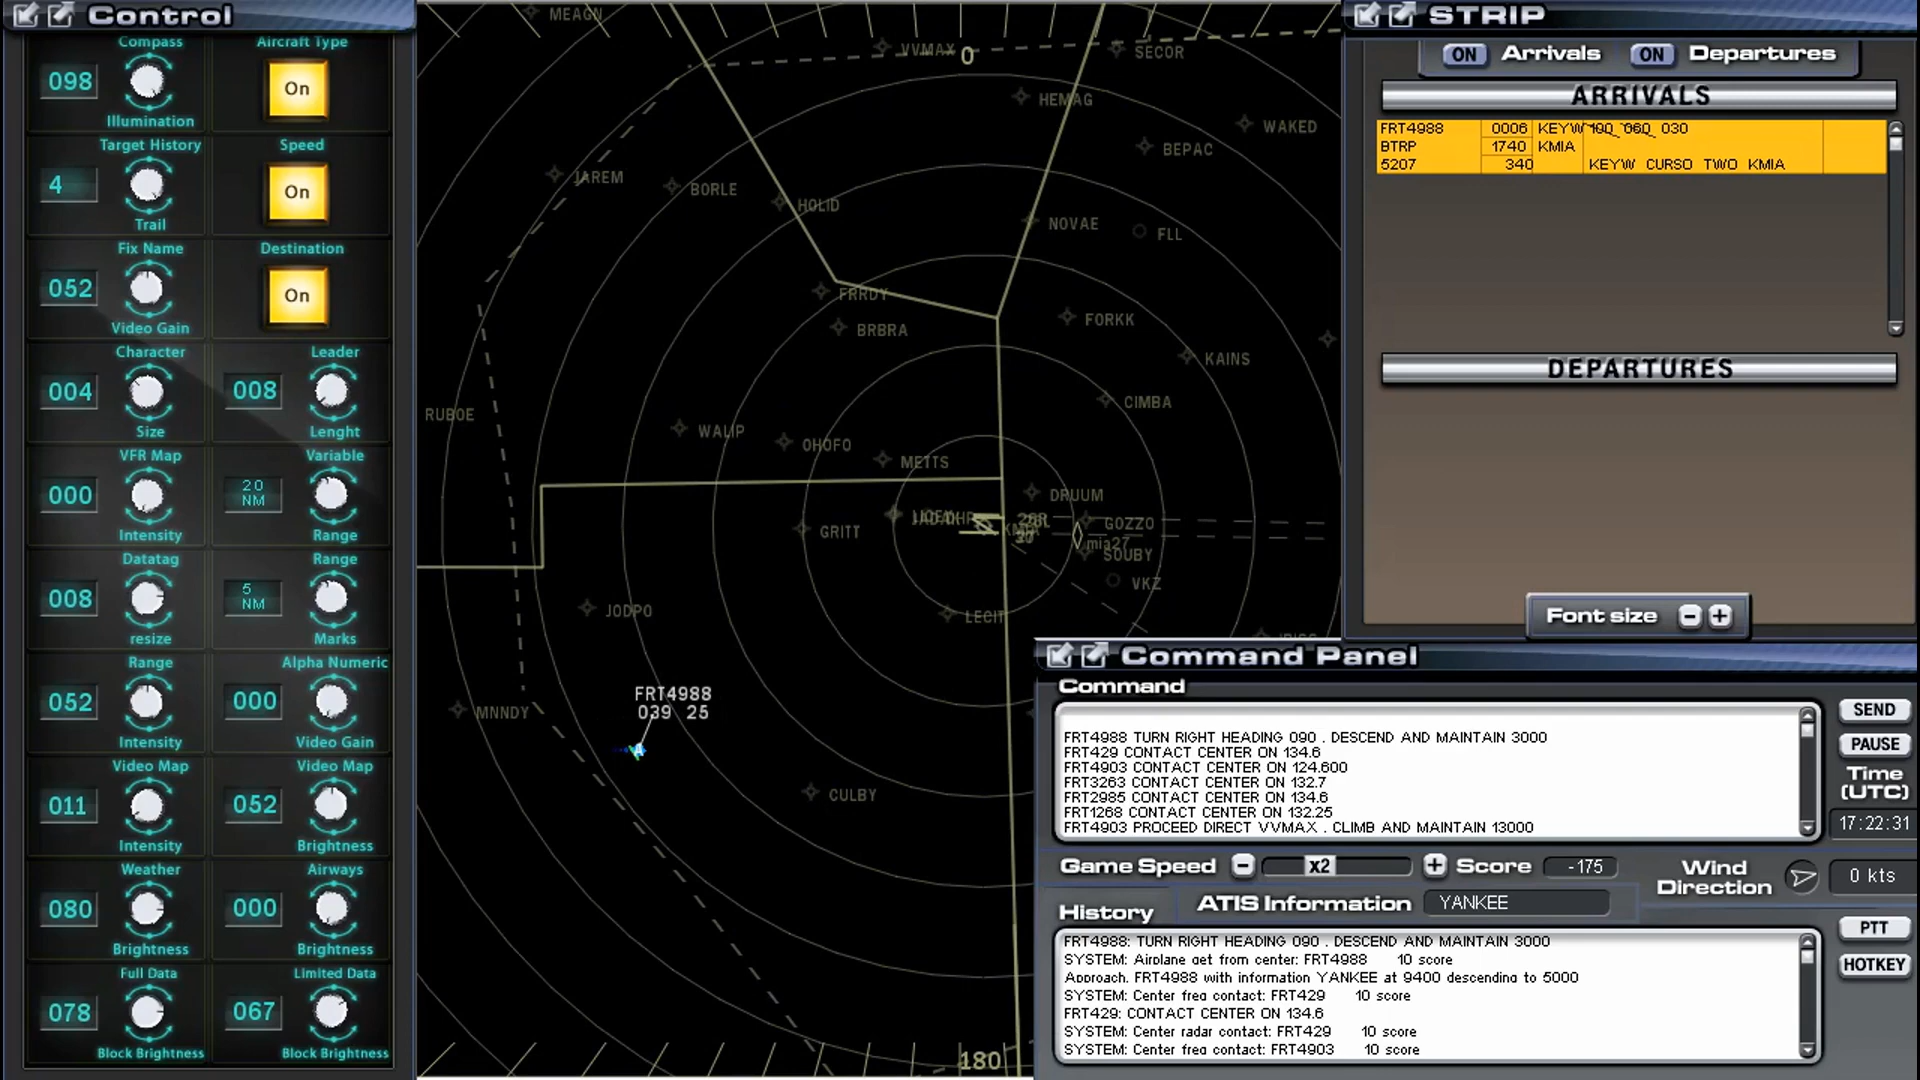 Control
Compass
098
Illumination
Aircraft Type
On
Target History
4
Trail
Speed
On
Fix Name
052
Video Gain
Destination
On
Character
004
Size
Leader
008
Lenght
VFR Map
000
Intensity
Variable
20 NM
Range
Datatag
008
resize
Range
5 NM
Marks
Range
052
Intensity
Alpha Numeric
000
Video Gain
Video Map
011
Intensity
Video Map
052
Brightness
Weather
080
Brightness
Airways
000
Brightness
Full Data
078
Block Brightness
Limited Data
067
Block Brightness
MEAGN
VVMAX
0
SECOR
HEMAG
WAKED
BEPAC
JAREM
BORLE
HOLID
NOVAE
FLL
FRRDY
BRBRA
FORKK
KAINS
CIMBA
RUBOE
WALIP
OHOFO
METTS
DRUUM
GRITT
GOZZO
mia27
SOUBY
VKZ
JODPO
LECIT
FRT4988
039 25
MNNDY
CULBY
180
STRIP
ON Arrivals ON Departures
ARRIVALS
FRT4988 0006 KEYW 060 030
BTRP 1740 KMIA
5207 340 KEYW CURSO TWO KMIA
DEPARTURES
Font size
Command Panel
Command
FRT4988 TURN RIGHT HEADING 090 . DESCEND AND MAINTAIN 3000
FRT429 CONTACT CENTER ON 134.6
FRT4903 CONTACT CENTER ON 124.600
FRT3263 CONTACT CENTER ON 132.7
FRT2985 CONTACT CENTER ON 134.6
FRT1268 CONTACT CENTER ON 132.25
FRT4903 PROCEED DIRECT VVMAX . CLIMB AND MAINTAIN 13000
SEND
PAUSE
Time (UTC)
17:22:31
Game Speed - x2 + Score -175
Wind Direction 0 kts
ATIS Information YANKEE
History
FRT4988: TURN RIGHT HEADING 090 . DESCEND AND MAINTAIN 3000
SYSTEM: Airplane get from center: FRT4988 10 score
Approach, FRT4988 with information YANKEE at 9400 descending to 5000
SYSTEM: Center freq contact: FRT429 10 score
FRT429: CONTACT CENTER ON 134.6
SYSTEM: Center radar contact: FRT429 10 score
SYSTEM: Center freq contact: FRT4903 10 score
PTT
HOTKEY